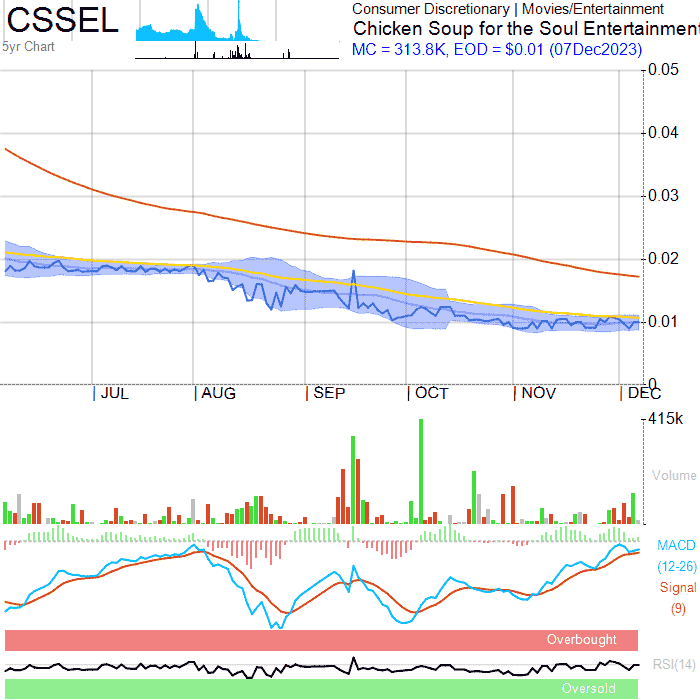 CSSEL
5yr Chart
Consumer Discretionary | Movies/Entertainment
Chicken Soup for the Soul Entertainment
MC = 313.8K, EOD = $0.01 (07Dec2023)
0.05
0.04
0.03
0.02
0.01
0
JUL AUG SEP OCT NOV DEC
415k
Volume
MACD
(12-26)
Signal
(9)
Overbought
RSI(14)
Oversold